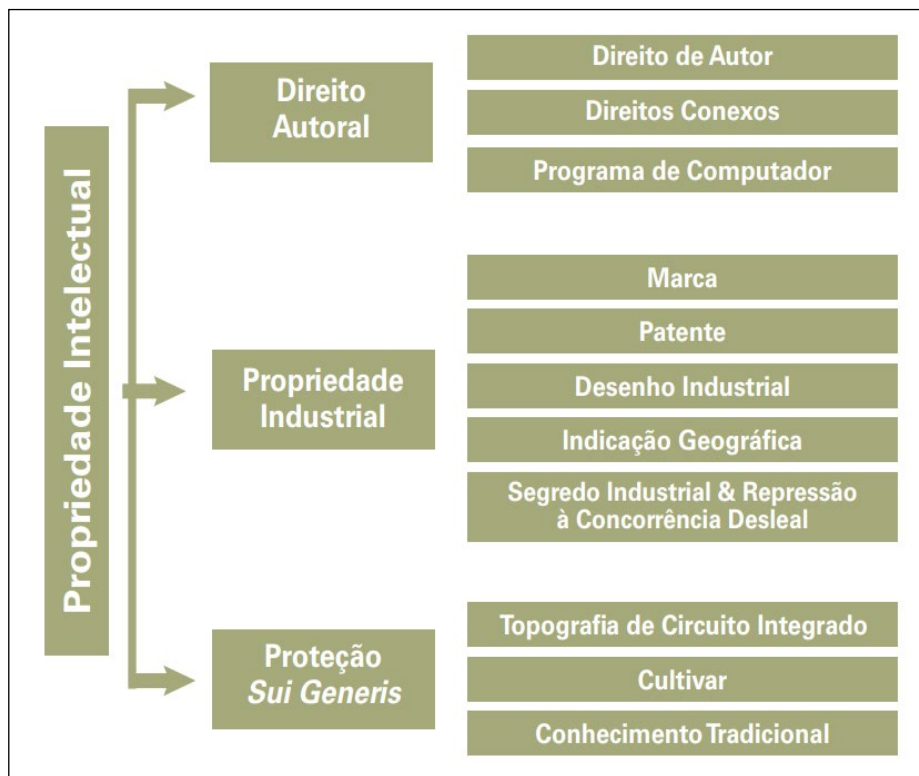 Propriedade Intelectual
Direito
Autoral
Direito de Autor
Direitos Conexos
Programa de Computador
Propriedade
Industrial
Marca
Patente
Desenho Industrial
Indicação Geográfica
Segredo Industrial & Repressão
à Concorrência Desleal
Proteção
Sui Generis
Topografia de Circuito Integrado
Cultivar
Conhecimento Tradicional